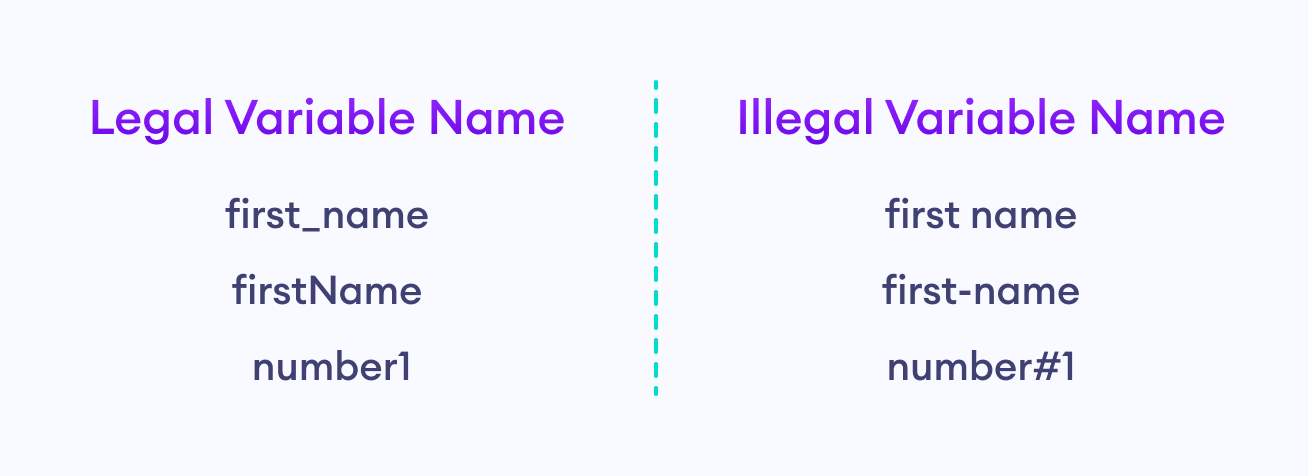 Legal Variable Name
first_name
firstName
number1
Illegal Variable Name
first name
first-name
number#1